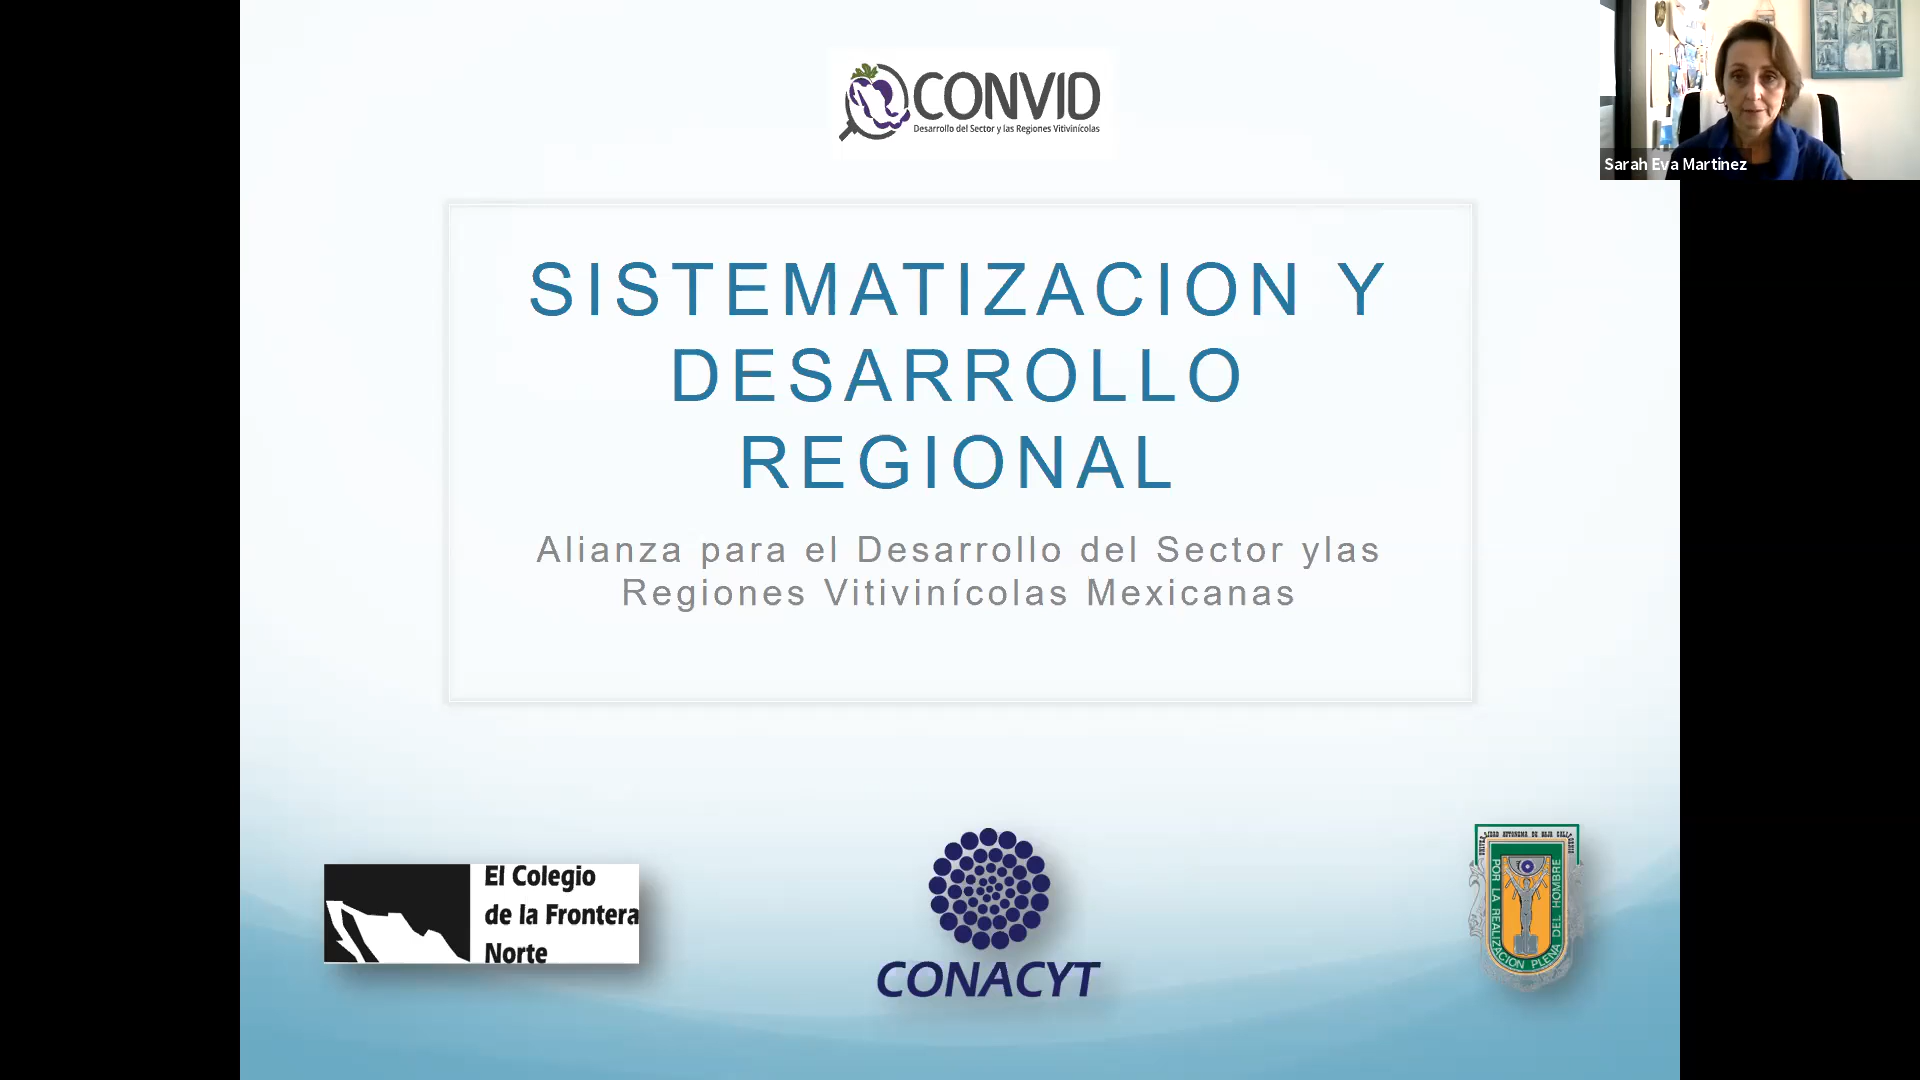 CONVID
Desarrollo del Sector y las Regiones Vitivinícolas
Sarah Eva Martinez
SISTEMATIZACION Y
DESARROLLO
REGIONAL
Alianza para el Desarrollo del Sector ylas
Regiones Vitivinícolas Mexicanas
El Colegio
de la Frontera
Norte
CONACYT
POR LA REALIZACION PLENA DEL HOMBRE